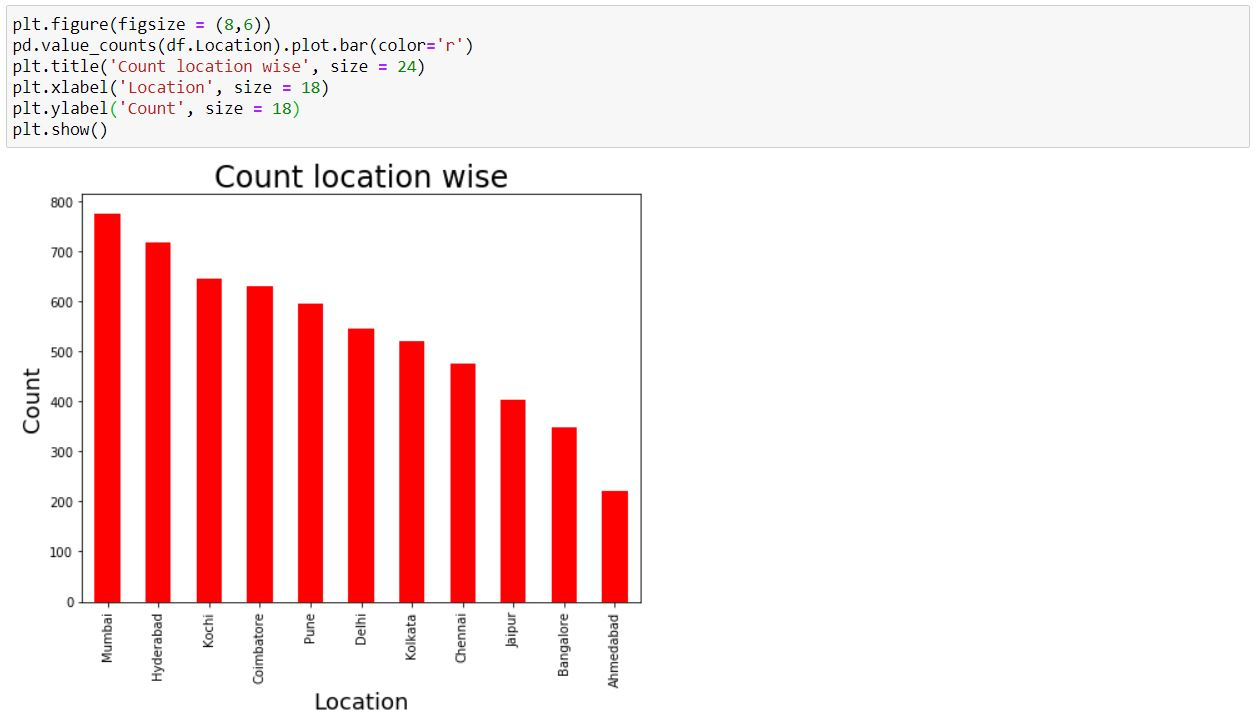 plt.figure(figsize = (8,6))
pd.value_counts(df.Location).plot.bar(color='r')
plt.title('Count location wise', size = 24)
plt.xlabel('Location', size = 18)
plt.ylabel('Count', size = 18)
plt.show()
Count location wise
800
700
600
500
400
300
200
100
0
Count
Mumbai
Hyderabad
Kochi
Coimbatore
Pune
Delhi
Kolkata
Chennai
Jaipur
Bangalore
Ahmedabad
Location